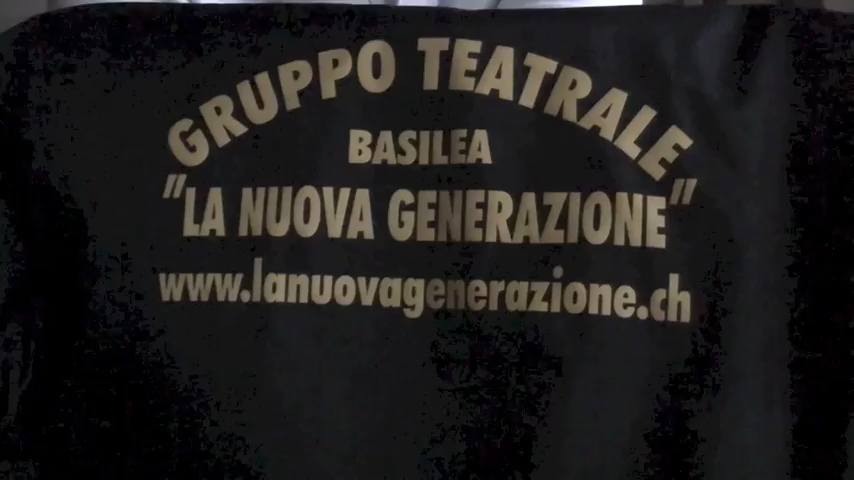 GRUPPO TEATRALE
BASILEA
"LA NUOVA GENERAZIONE"
www.lanuovagenerazione.ch